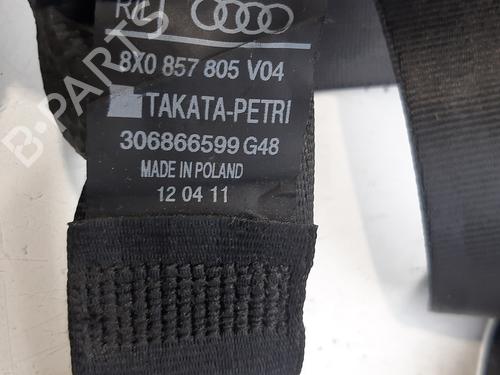 8X0 857 805 V04
TAKATA-PETRI
306866599 G48
MADE IN POLAND
12 04 11
B-PARTS